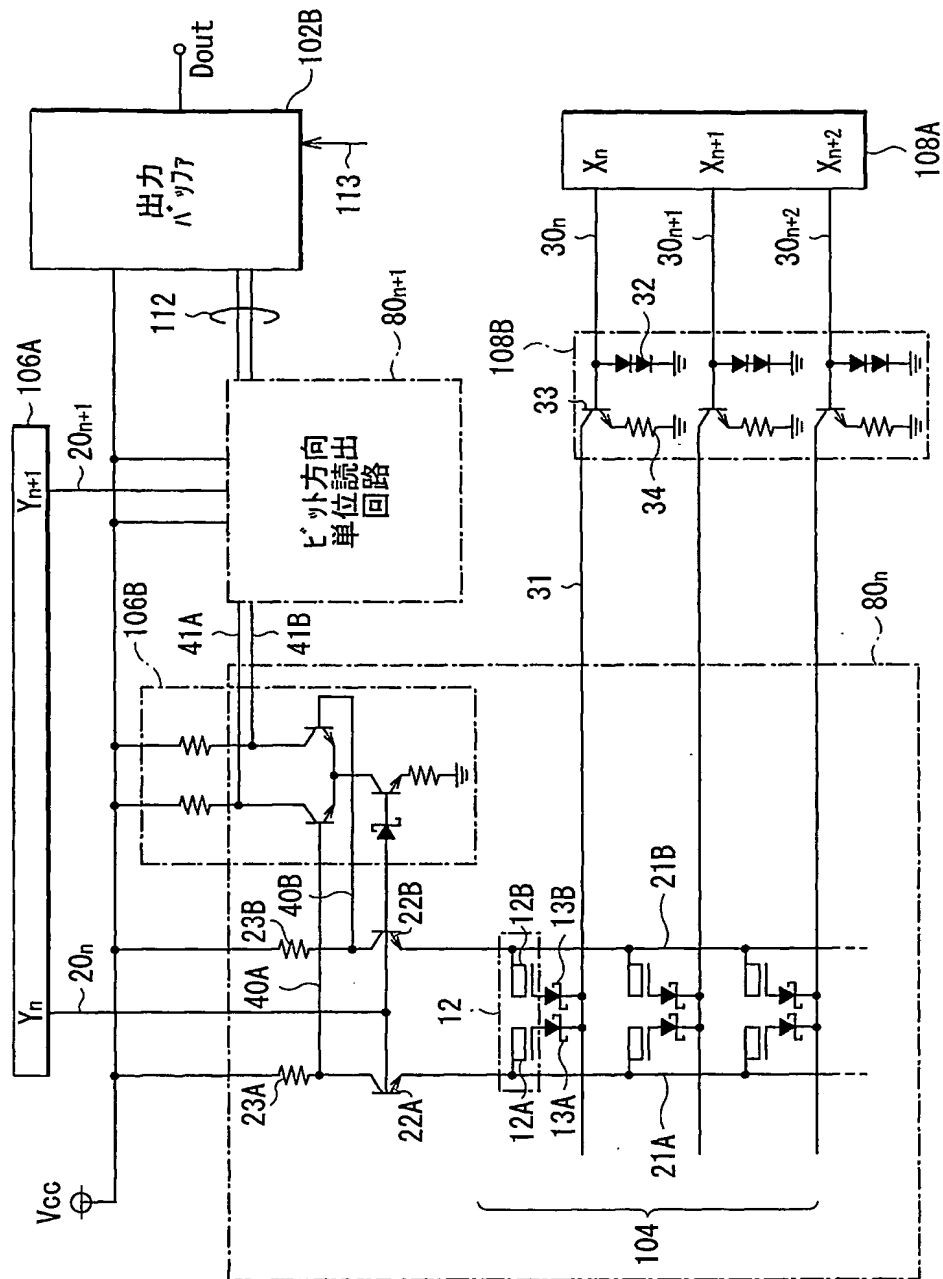 Vcc
Yn
20n
106A
Yn+1
20n+1
Dout
出力
バッファ
102B
113
112
80n+1
ビット方向
単位読出
回路
106B
41A
41B
23A
40A
23B
40B
22A
22B
12
12A
12B
13A
13B
21A
21B
104
80n
31
34
33
108B
32
30n
30n+1
30n+2
Xn
Xn+1
Xn+2
108A